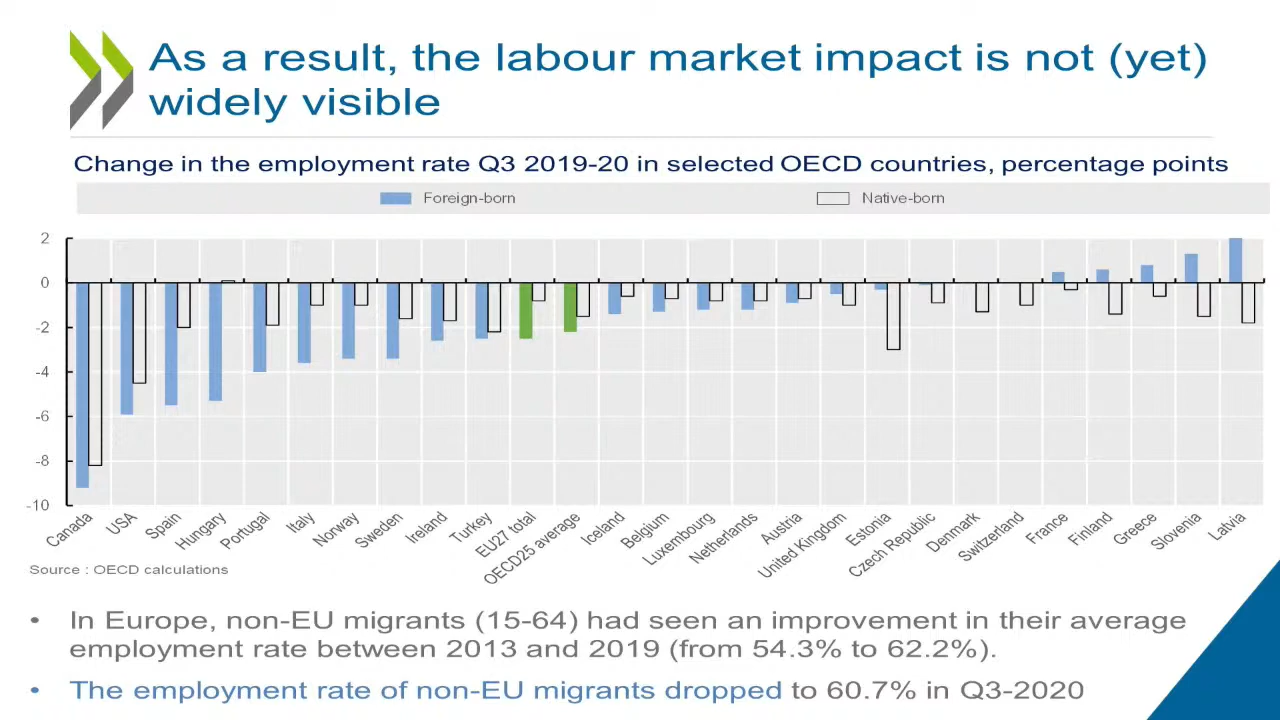 As a result, the labour market impact is not (yet)
widely visible
Change in the employment rate Q3 2019-20 in selected OECD countries, percentage points
Foreign-born
Native-born
2
0
-2
-4
-6
-8
-10
Canada
USA
Spain
Hungary
Portugal
Italy
Norway
Sweden
Ireland
Turkey
EU27 total
OECD25 average
Iceland
Belgium
Luxembourg
Netherlands
Austria
United Kingdom
Estonia
Czech Republic
Denmark
Switzerland
France
Finland
Greece
Slovenia
Latvia
Source : OECD calculations
• In Europe, non-EU migrants (15-64) had seen an improvement in their average
employment rate between 2013 and 2019 (from 54.3% to 62.2%).
• The employment rate of non-EU migrants dropped to 60.7% in Q3-2020